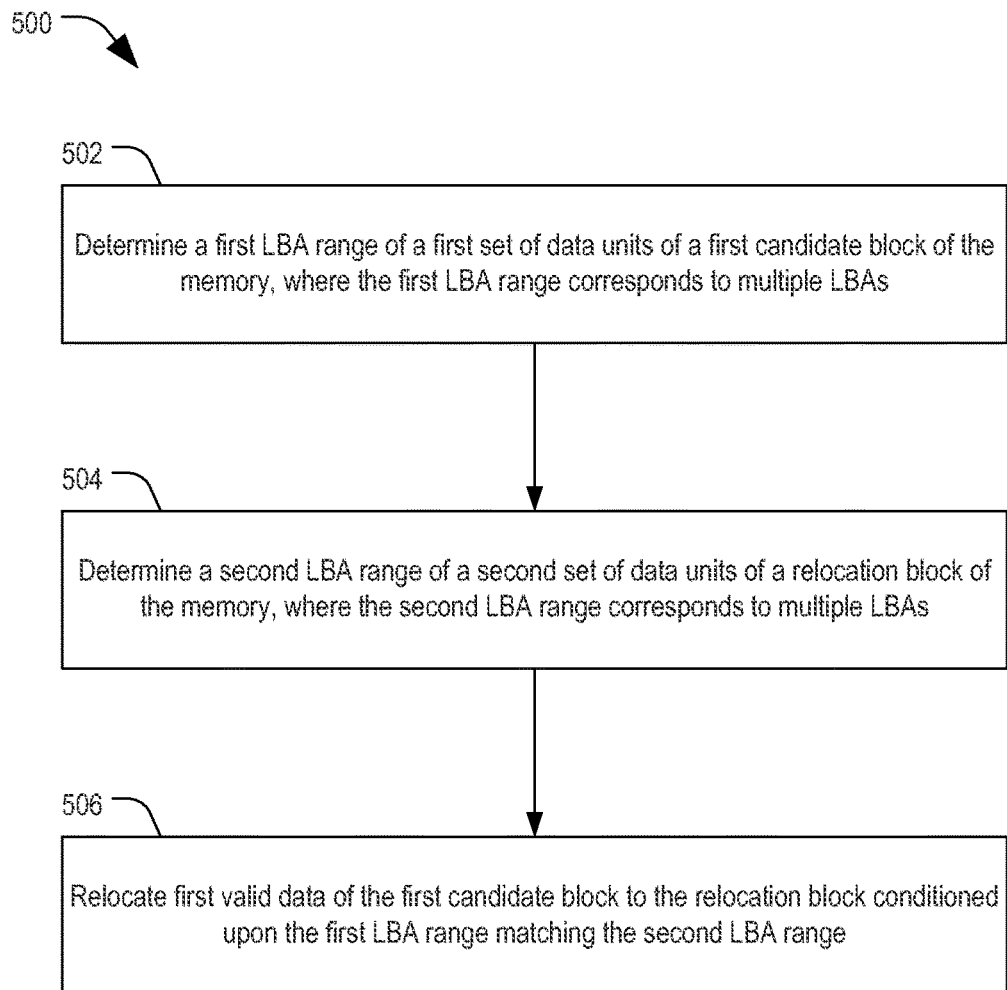 500
502
Determine a first LBA range of a first set of data units of a first candidate block of the
memory, where the first LBA range corresponds to multiple LBAs
504
Determine a second LBA range of a second set of data units of a relocation block of
the memory, where the second LBA range corresponds to multiple LBAs
506
Relocate first valid data of the first candidate block to the relocation block conditioned
upon the first LBA range matching the second LBA range